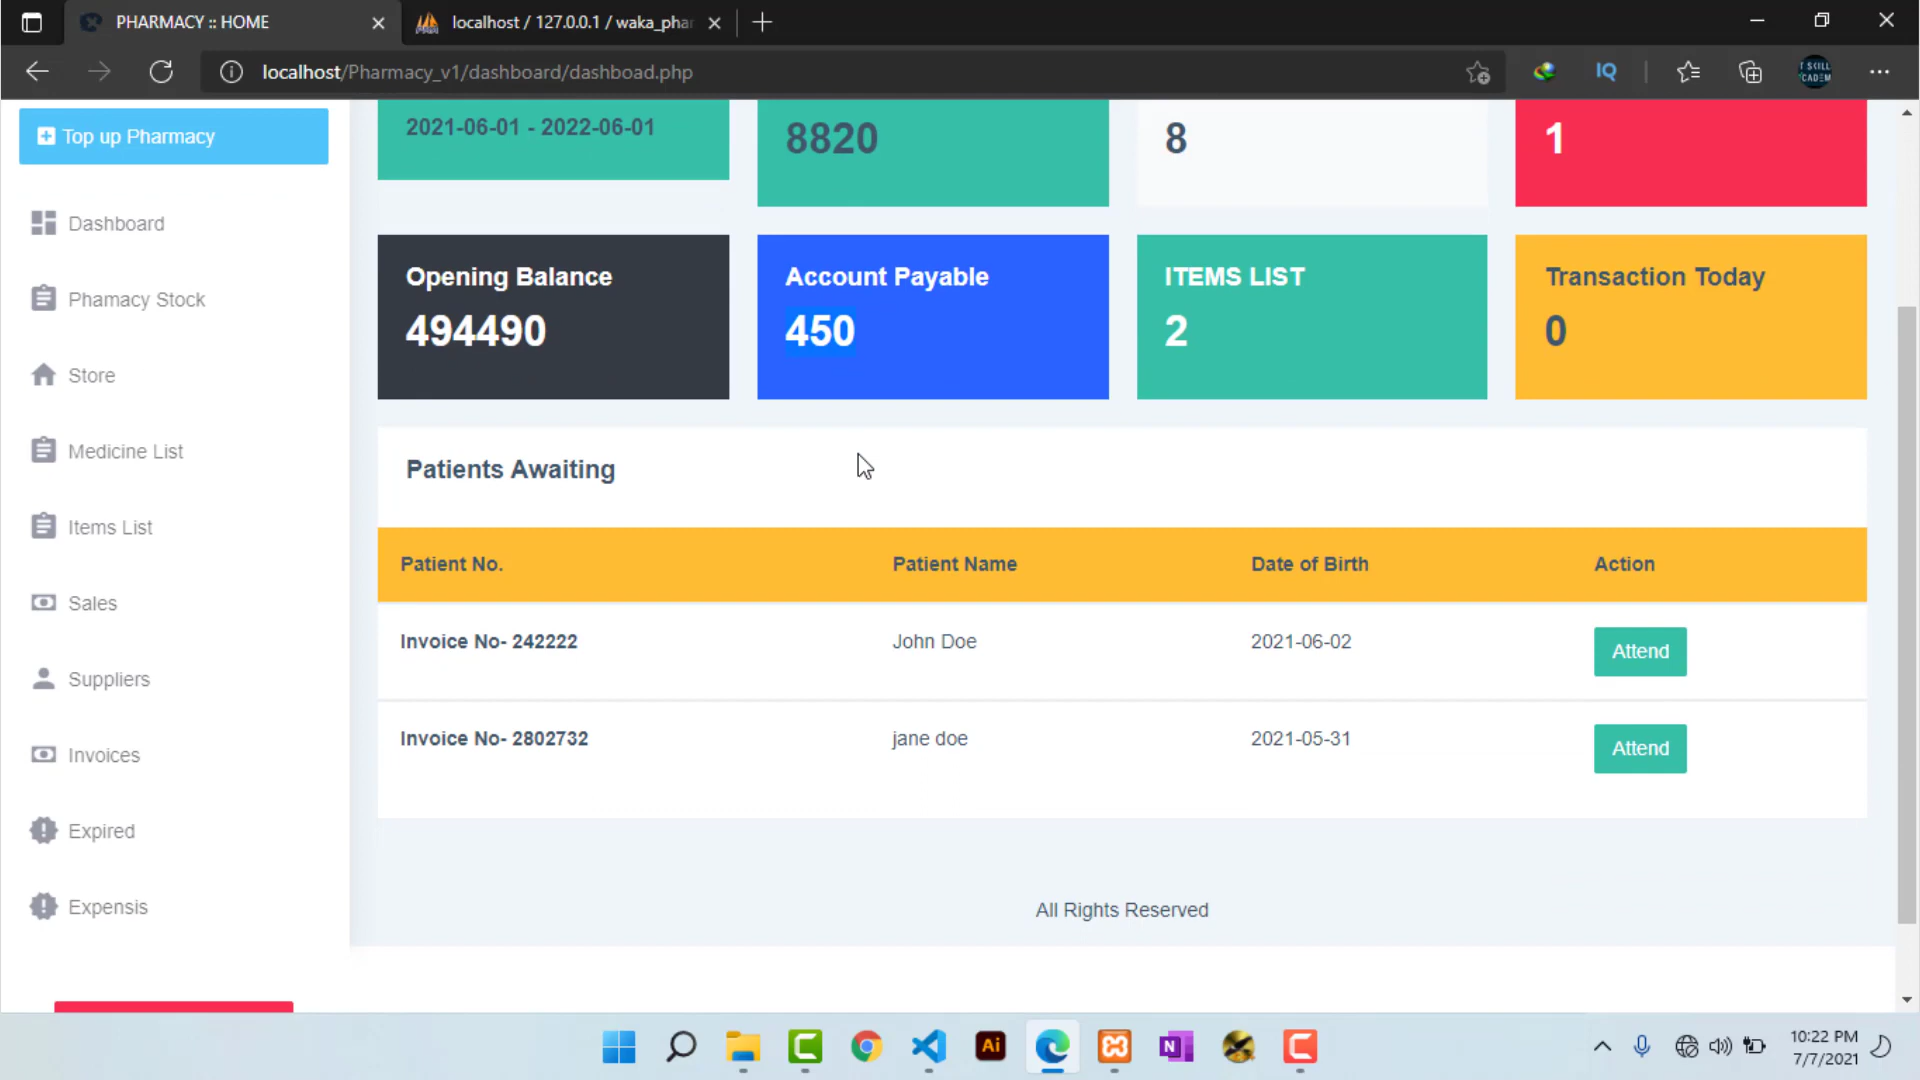 PHARMACY :: HOME
localhost / 127.0.0.1 / waka_phar
localhost/Pharmacy_v1/dashboard/dashboad.php
IQ
Top up Pharmacy
2021-06-01 - 2022-06-01
8820
8
1
Dashboard
Phamacy Stock
Store
Medicine List
Items List
Sales
Suppliers
Invoices
Expired
Expensis
Opening Balance
494490
Account Payable
450
ITEMS LIST
2
Transaction Today
0
Patients Awaiting
Patient No. Patient Name Date of Birth Action
Invoice No- 242222 John Doe 2021-06-02 Attend
Invoice No- 2802732 jane doe 2021-05-31 Attend
All Rights Reserved
Ai
N
10:22 PM
7/7/2021